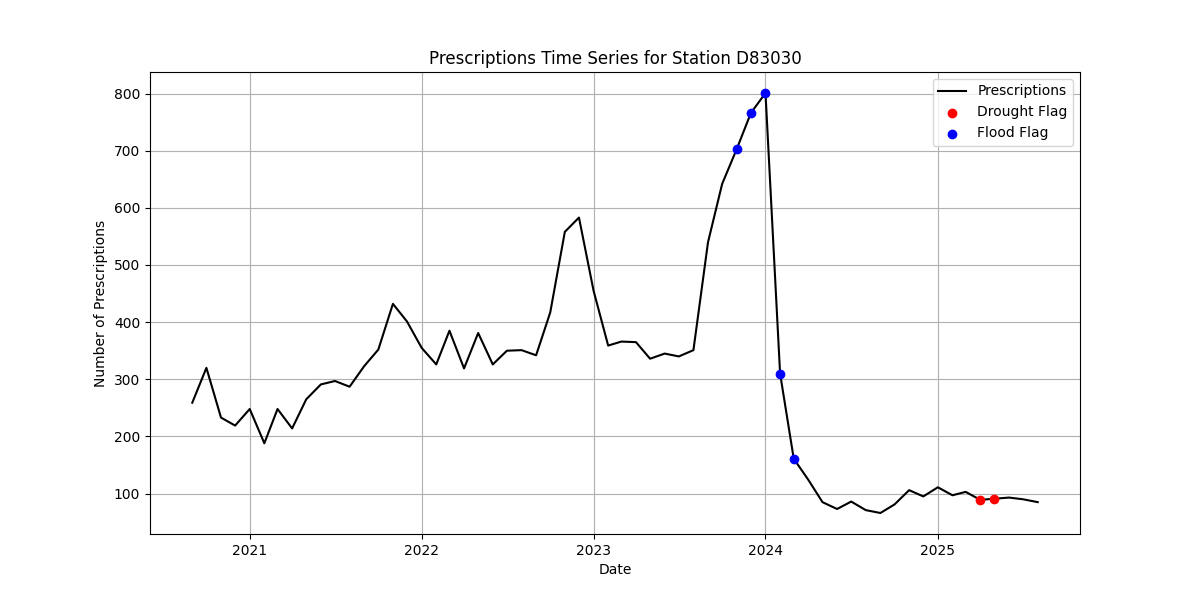 Prescriptions Time Series for Station D83030
Prescriptions
Drought Flag
Flood Flag
Number of Prescriptions
800
700
600
500
400
300
200
100
2021
2022
2023
2024
2025
Date